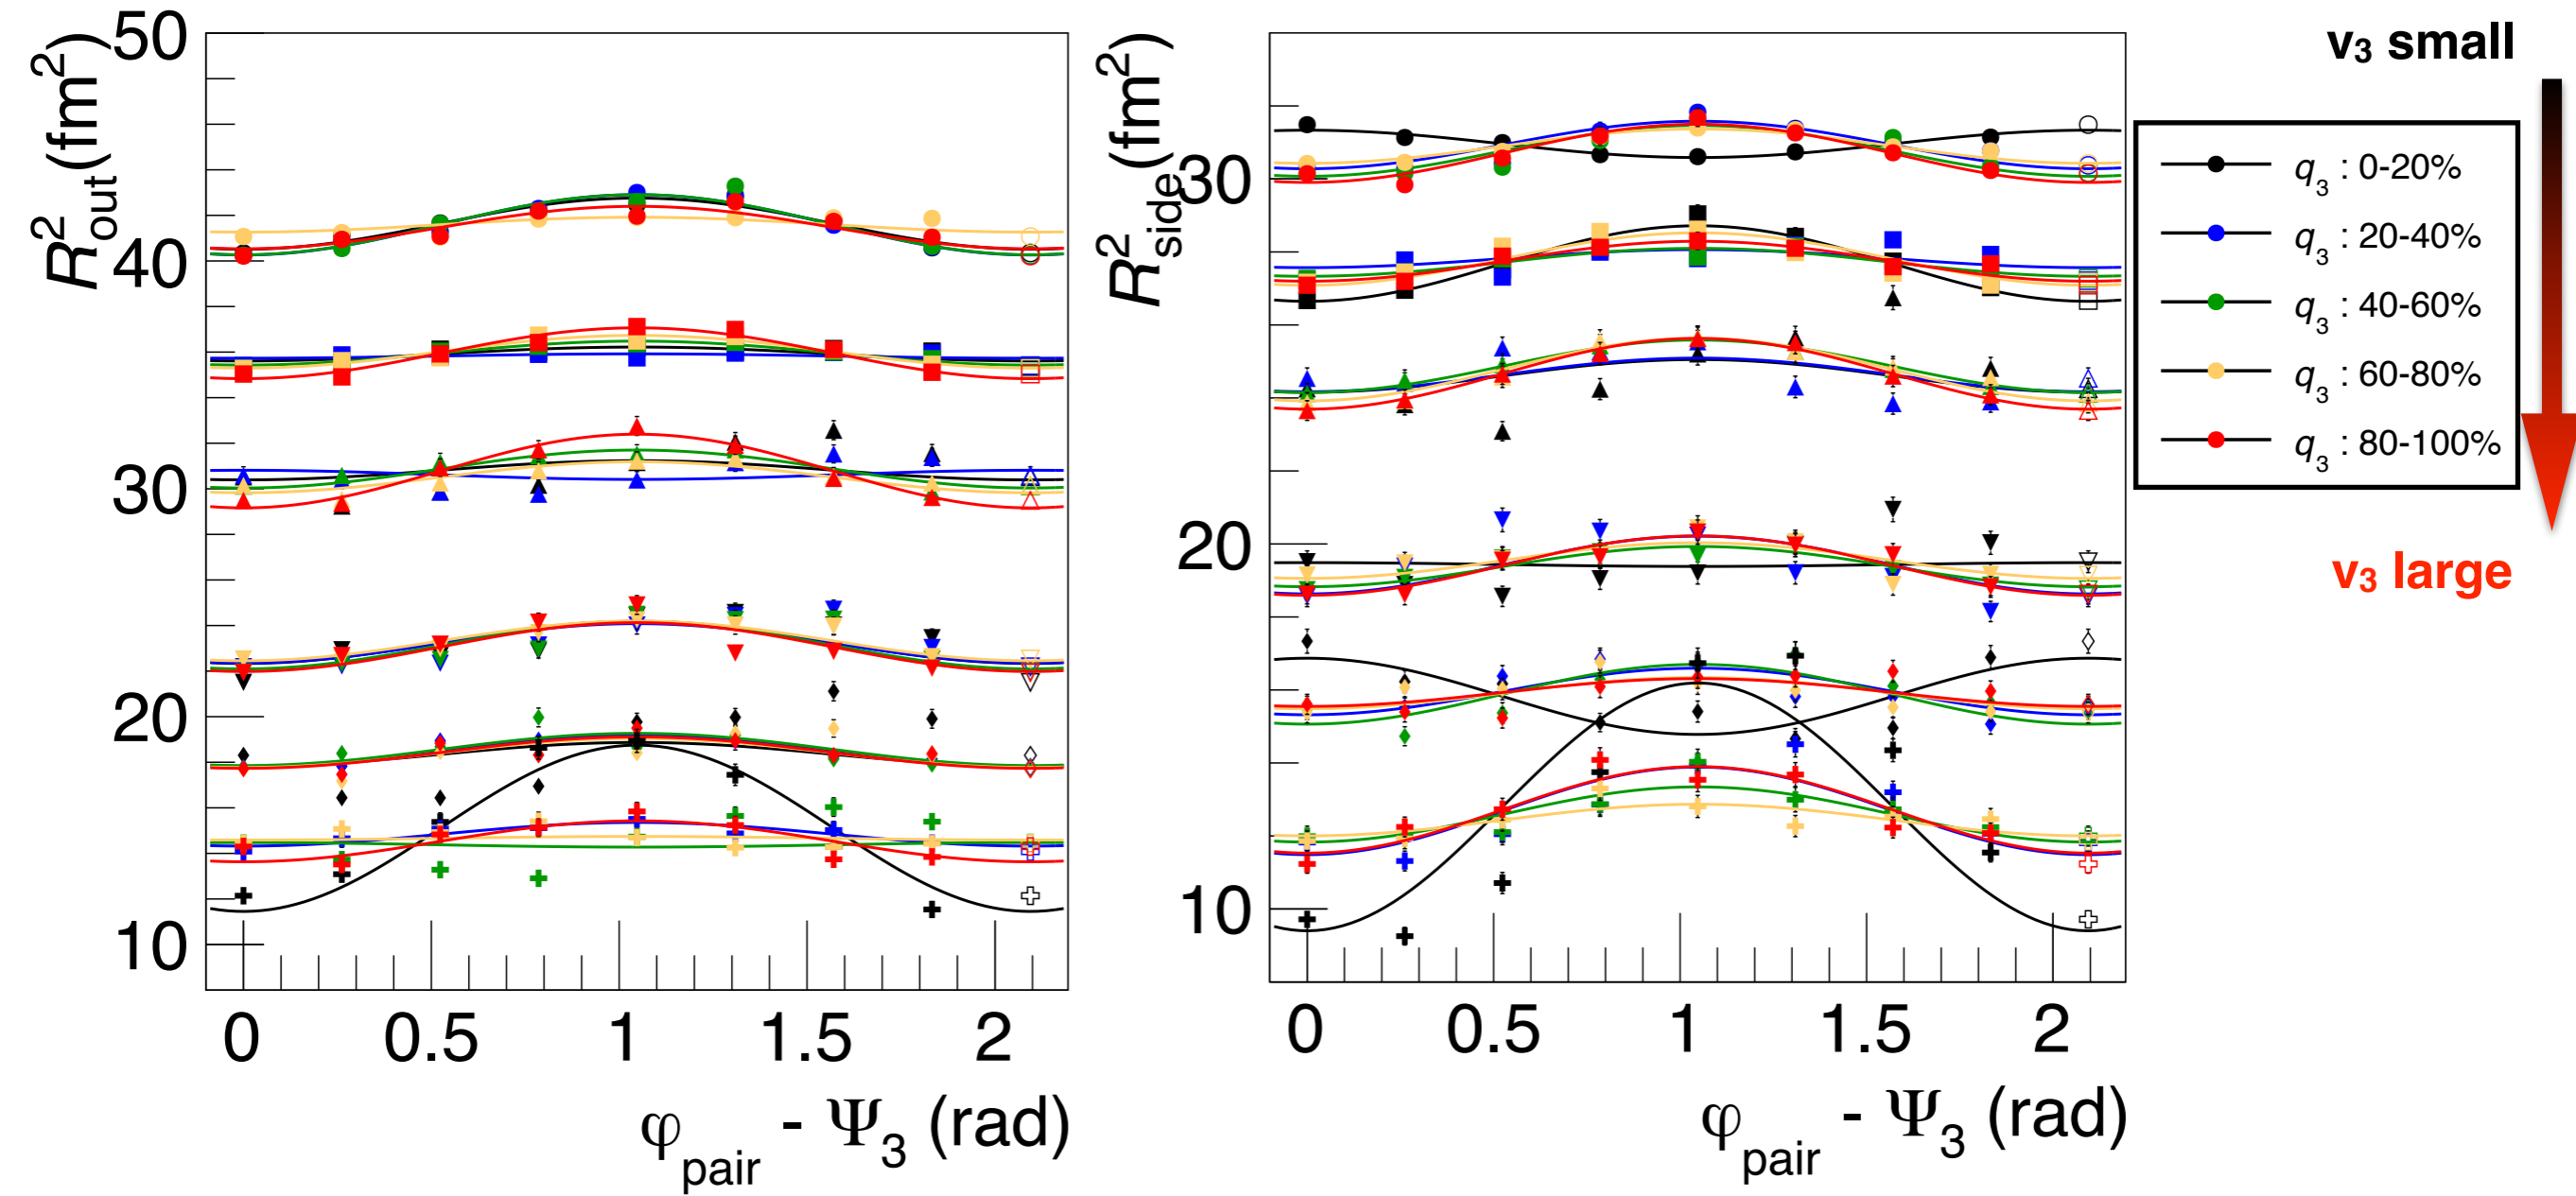 R²out (fm²)
50
40
30
20
10
0 0.5 1 1.5 2
φpair - Ψ3 (rad)
R²side (fm²)
30
20
10
0 0.5 1 1.5 2
φpair - Ψ3 (rad)
v3 small
q3 : 0-20%
q3 : 20-40%
q3 : 40-60%
q3 : 60-80%
q3 : 80-100%
v3 large